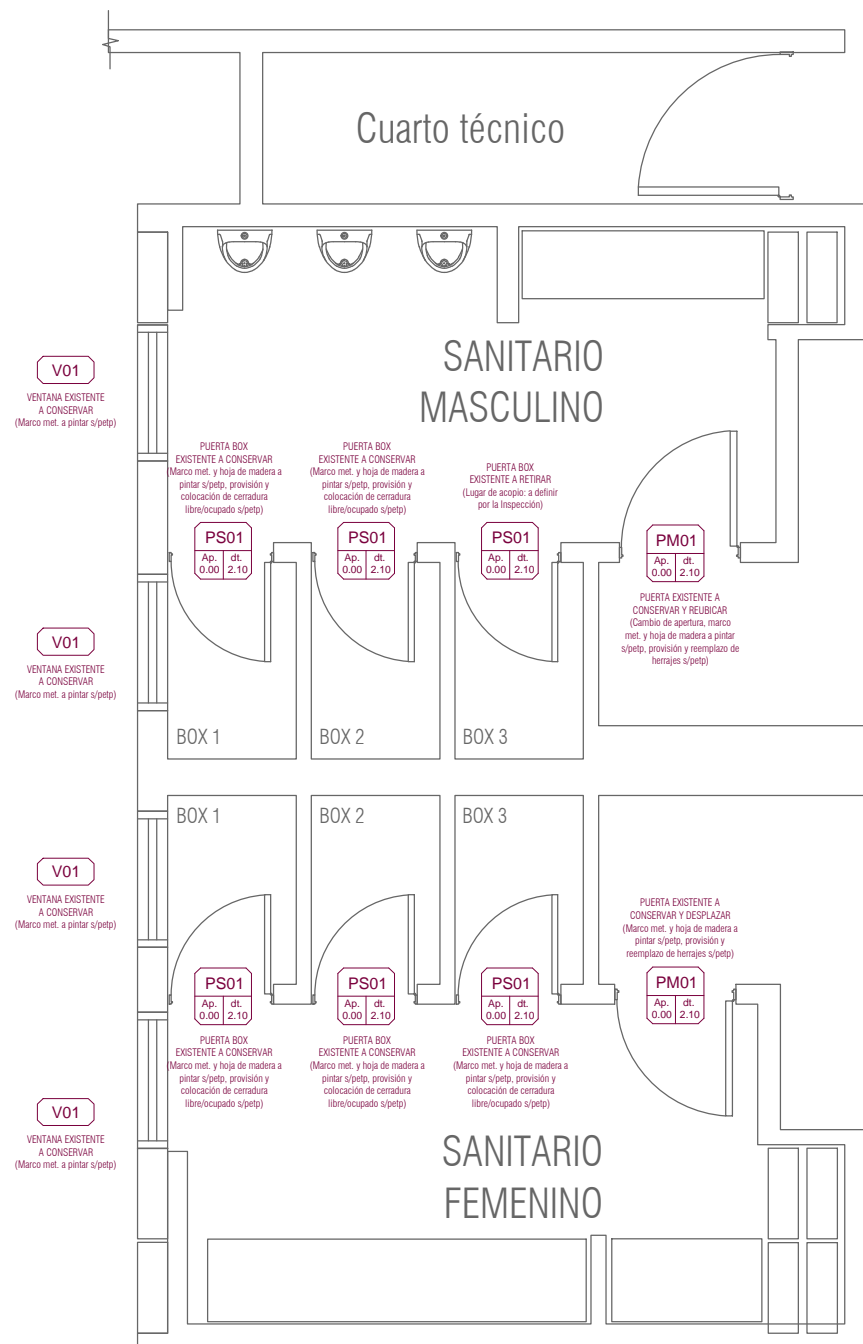 Cuarto técnico
SANITARIO
MASCULINO
V01
VENTANA EXISTENTE
A CONSERVAR
(Marco met. a pintar s/petp)
PUERTA BOX
EXISTENTE A CONSERVAR
(Marco met. y hoja de madera a
pintar s/petp, provisión y
colocación de cerradura
libre/ocupado s/petp)
PS01
Ap. dt.
0.00 2.10
PUERTA BOX
EXISTENTE A CONSERVAR
(Marco met. y hoja de madera a
pintar s/petp, provisión y
colocación de cerradura
libre/ocupado s/petp)
PS01
Ap. dt.
0.00 2.10
PUERTA BOX
EXISTENTE A RETIRAR
(Lugar de acopio: a definir
por la Inspección)
PS01
Ap. dt.
0.00 2.10
PM01
Ap. dt.
0.00 2.10
PUERTA EXISTENTE A
CONSERVAR Y REUBICAR
(Cambio de apertura, marco
met. y hoja de madera a pintar
s/petp, provisión y reemplazo de
herrajes s/petp)
V01
VENTANA EXISTENTE
A CONSERVAR
(Marco met. a pintar s/petp)
BOX 1
BOX 2
BOX 3
BOX 1
BOX 2
BOX 3
V01
VENTANA EXISTENTE
A CONSERVAR
(Marco met. a pintar s/petp)
PUERTA EXISTENTE A
CONSERVAR Y DESPLAZAR
(Marco met. y hoja de madera a
pintar s/petp, provisión y
reemplazo de herrajes s/petp)
PM01
Ap. dt.
0.00 2.10
PS01
Ap. dt.
0.00 2.10
PUERTA BOX
EXISTENTE A CONSERVAR
(Marco met. y hoja de madera a
pintar s/petp, provisión y
colocación de cerradura
libre/ocupado s/petp)
PS01
Ap. dt.
0.00 2.10
PUERTA BOX
EXISTENTE A CONSERVAR
(Marco met. y hoja de madera a
pintar s/petp, provisión y
colocación de cerradura
libre/ocupado s/petp)
PS01
Ap. dt.
0.00 2.10
PUERTA BOX
EXISTENTE A CONSERVAR
(Marco met. y hoja de madera a
pintar s/petp, provisión y
colocación de cerradura
libre/ocupado s/petp)
V01
VENTANA EXISTENTE
A CONSERVAR
(Marco met. a pintar s/petp)
SANITARIO
FEMENINO